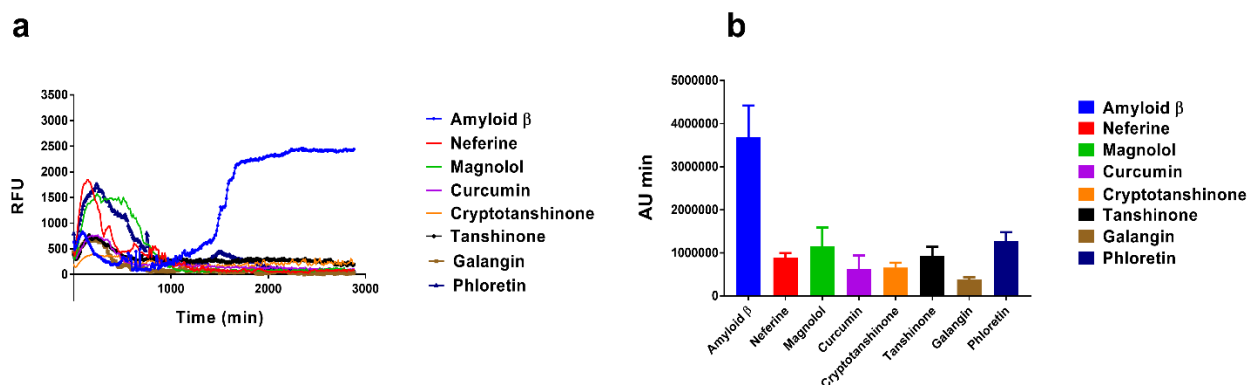 a
RFU
3500
3000
2500
2000
1500
1000
500
0
1000
2000
3000
Time (min)
Amyloid β
Neferine
Magnolol
Curcumin
Cryptotanshinone
Tanshinone
Galangin
Phloretin
b
AU min
5000000
4000000
3000000
2000000
1000000
0
Amyloid β
Neferine
Magnolol
Curcumin
Cryptotanshinone
Tanshinone
Galangin
Phloretin
Amyloid β
Neferine
Magnolol
Curcumin
Cryptotanshinone
Tanshinone
Galangin
Phloretin